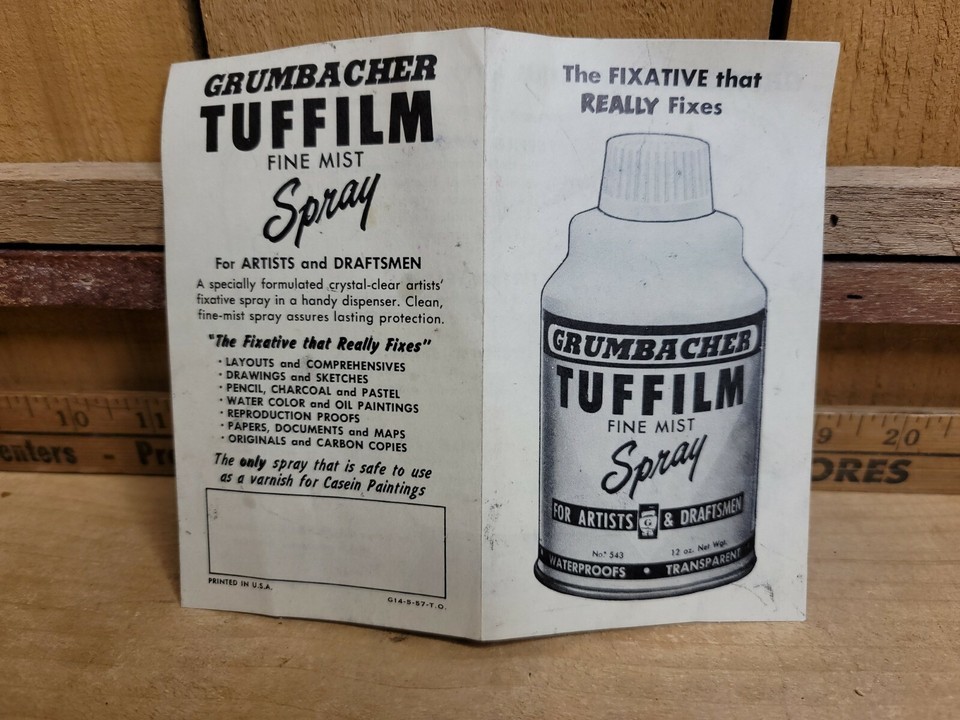 GRUMBACHER
TUFFILM
FINE MIST
Spray
For ARTISTS and DRAFTSMEN
A specially formulated crystal-clear artists'
fixative spray in a handy dispenser. Clean,
fine-mist spray assures lasting protection.
"The Fixative that Really Fixes"
• LAYOUTS and COMPREHENSIVES
• DRAWINGS and SKETCHES
• PENCIL, CHARCOAL and PASTEL
• WATER COLOR and OIL PAINTINGS
• REPRODUCTION PROOFS
• PAPERS, DOCUMENTS and MAPS
• ORIGINALS and CARBON COPIES
The only spray that is safe to use
as a varnish for Casein Paintings
PRINTED IN U.S.A.
G14-5-57-T.O.
The FIXATIVE that
REALLY Fixes
GRUMBACHER
TUFFILM
FINE MIST
Spray
FOR ARTISTS G & DRAFTSMEN
No. 543 12 oz. Net Wgt.
WATERPROOFS • TRANSPARENT
10 11
enters - Pr
9 20
ORES